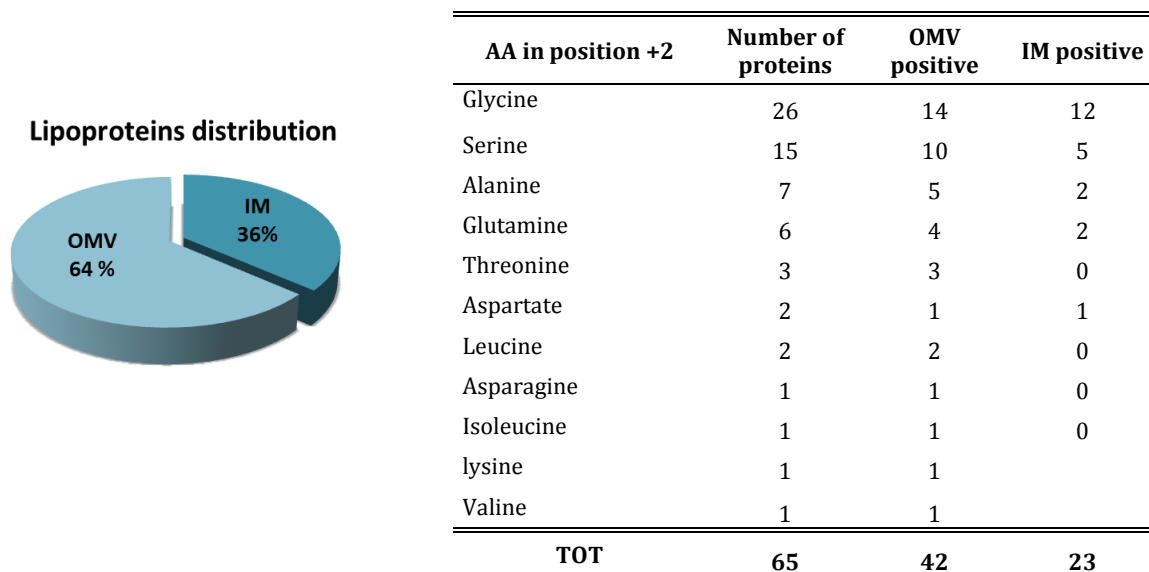 Lipoproteins distribution
IM
36%
OMV
64 %
AA in position +2 Number of proteins OMV positive IM positive
Glycine 26 14 12
Serine 15 10 5
Alanine 7 5 2
Glutamine 6 4 2
Threonine 3 3 0
Aspartate 2 1 1
Leucine 2 2 0
Asparagine 1 1 0
Isoleucine 1 1 0
lysine 1 1
Valine 1 1
TOT 65 42 23